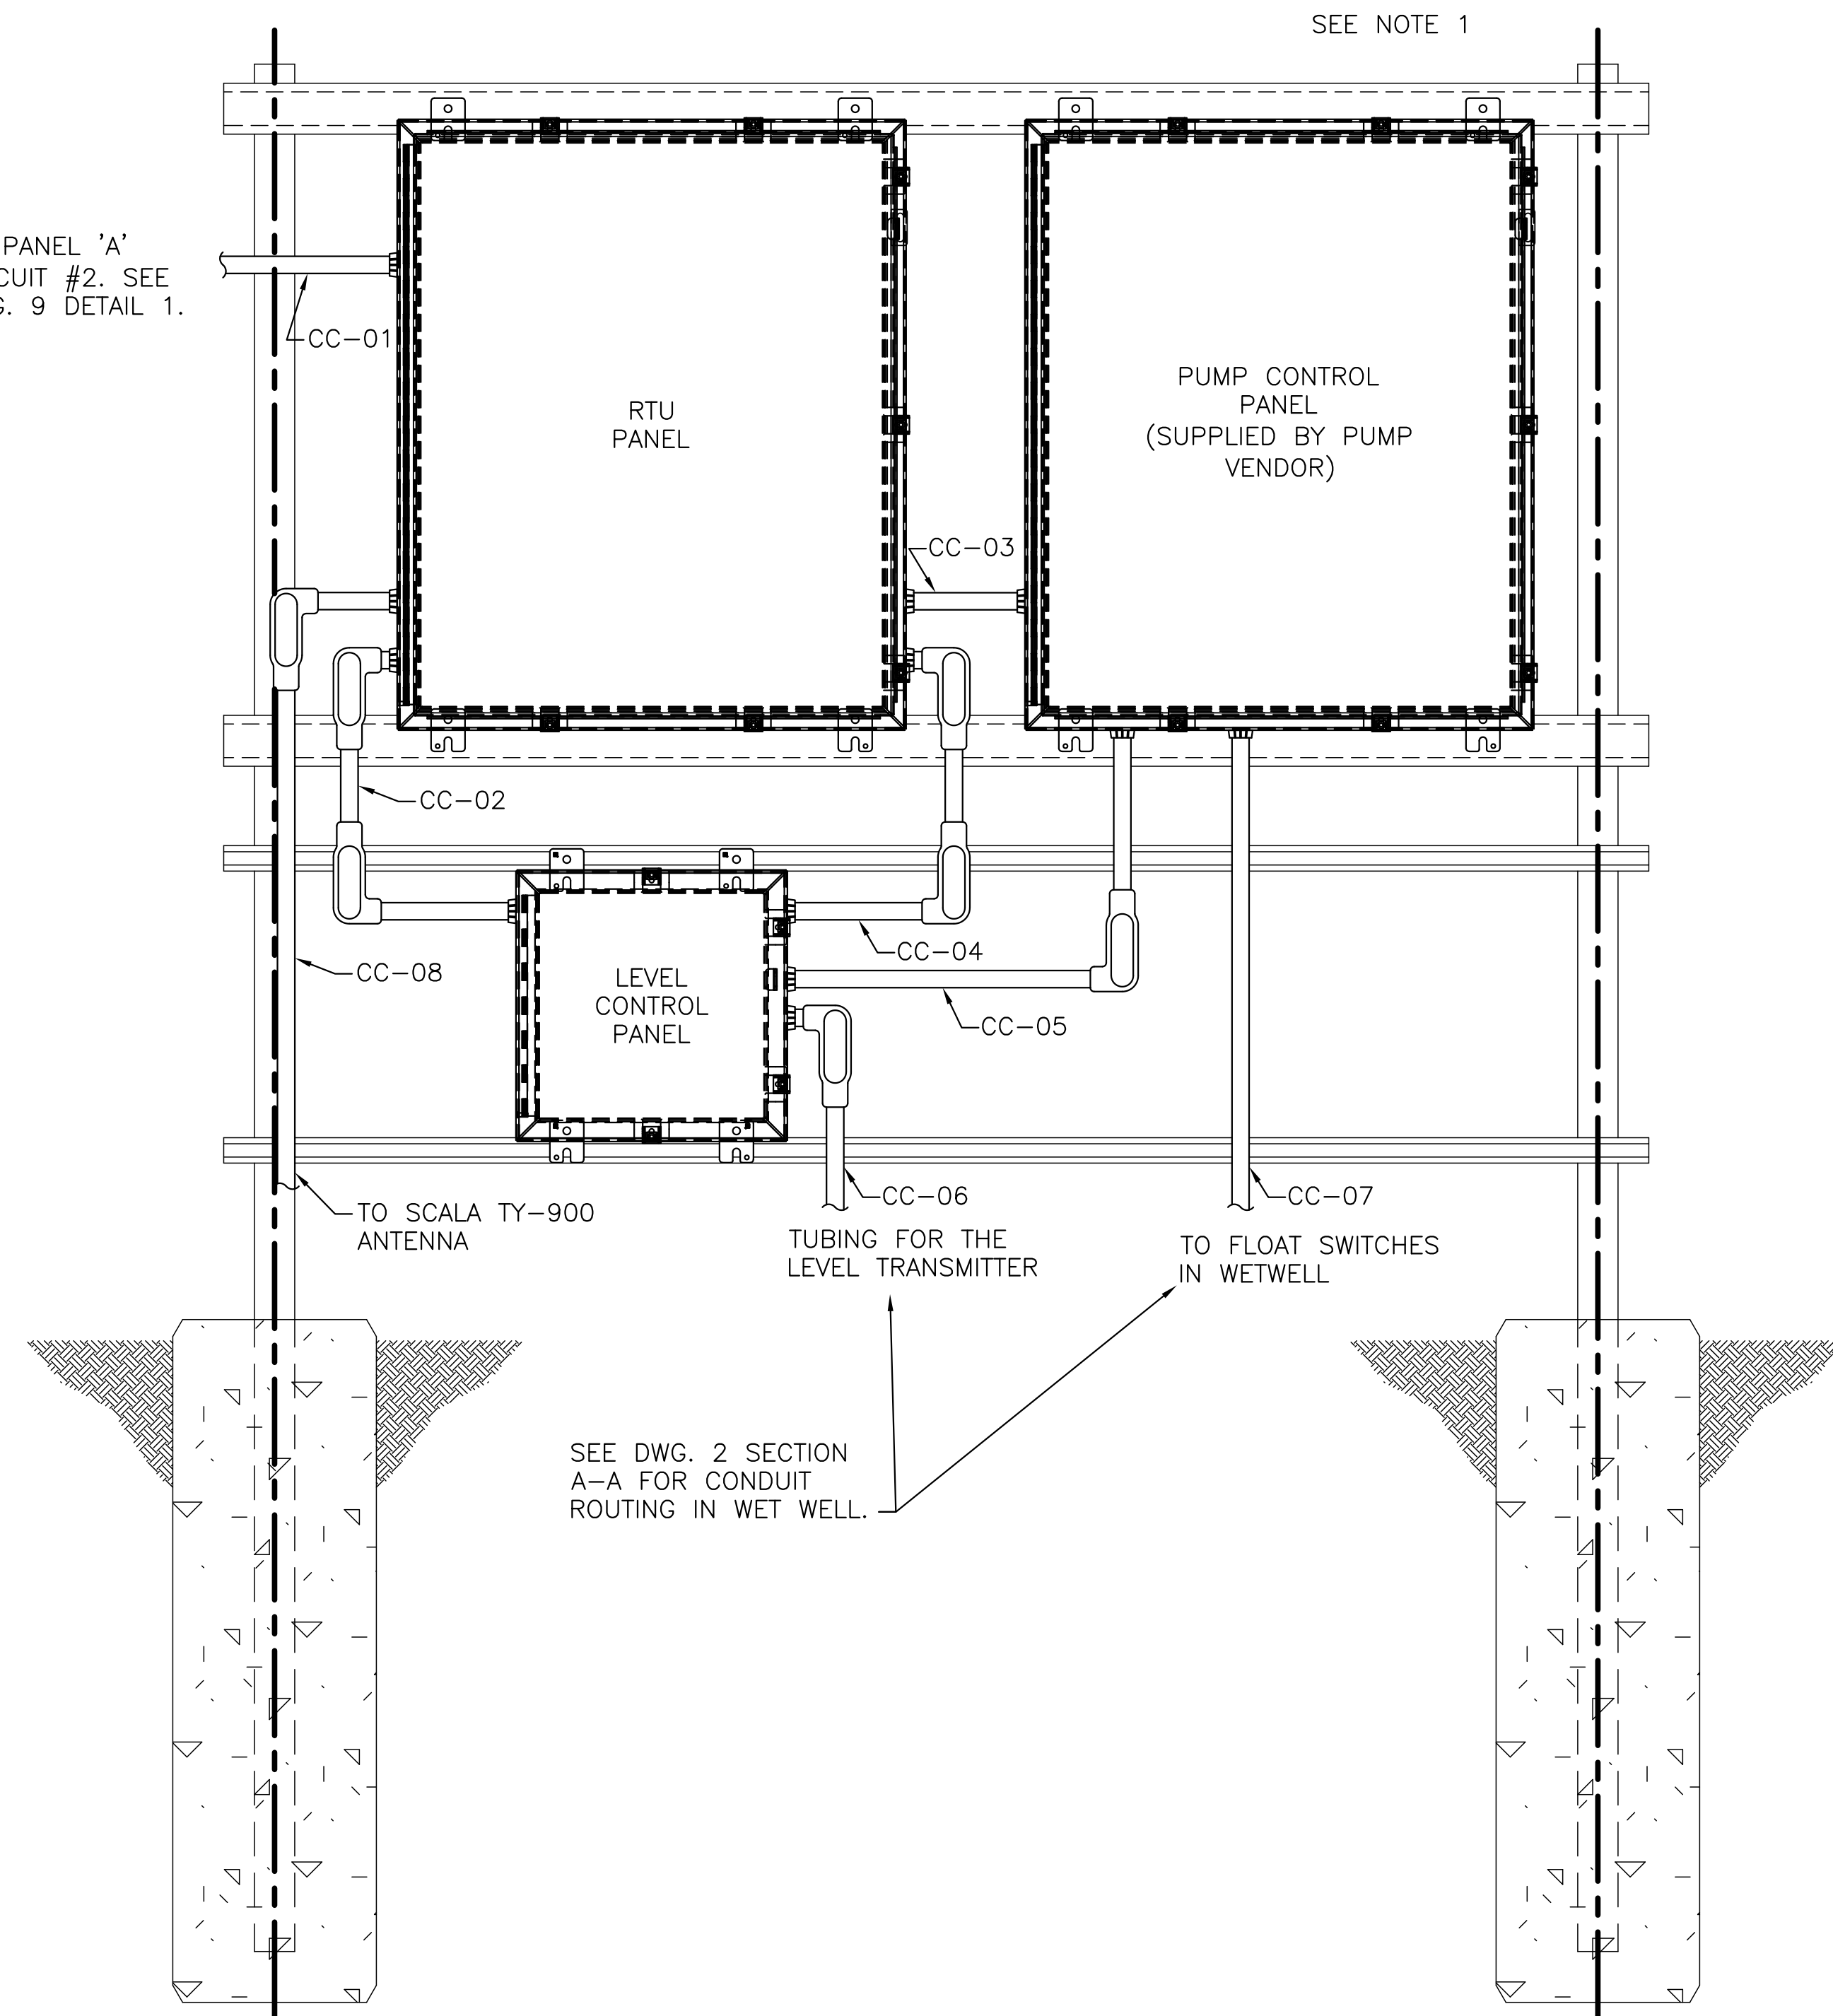 SEE NOTE 1
PANEL 'A'
CUIT #2. SEE
G. 9 DETAIL 1.
CC-01
RTU
PANEL
PUMP CONTROL
PANEL
(SUPPLIED BY PUMP
VENDOR)
CC-03
CC-02
CC-04
CC-08
LEVEL
CONTROL
PANEL
CC-05
CC-06
CC-07
TO SCALA TY-900
ANTENNA
TUBING FOR THE
LEVEL TRANSMITTER
TO FLOAT SWITCHES
IN WETWELL
SEE DWG. 2 SECTION
A-A FOR CONDUIT
ROUTING IN WET WELL.